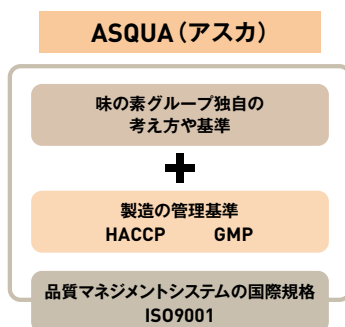 ASQUA(アスカ)
味の素グループ独自の
考え方や基準
+
製造の管理基準
HACCP GMP
品質マネジメントシステムの国際規格
ISO9001